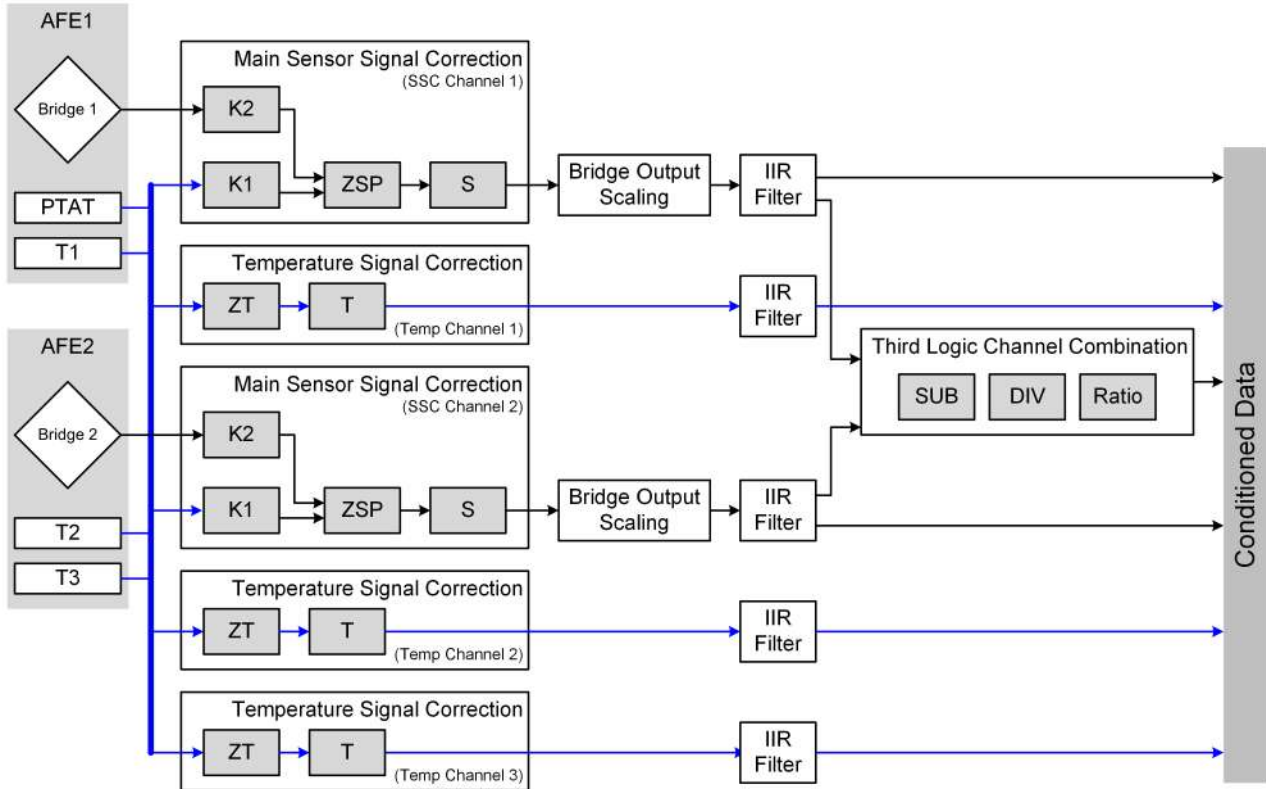 AFE1
Bridge 1
PTAT
T1
Main Sensor Signal Correction
(SSC Channel 1)
K2
K1
ZSP
S
Bridge Output
Scaling
IIR
Filter
Temperature Signal Correction
ZT
T
(Temp Channel 1)
IIR
Filter
AFE2
Bridge 2
T2
T3
Main Sensor Signal Correction
(SSC Channel 2)
K2
K1
ZSP
S
Bridge Output
Scaling
IIR
Filter
Third Logic Channel Combination
SUB
DIV
Ratio
Temperature Signal Correction
ZT
T
(Temp Channel 2)
IIR
Filter
Temperature Signal Correction
ZT
T
(Temp Channel 3)
IIR
Filter
Conditioned Data